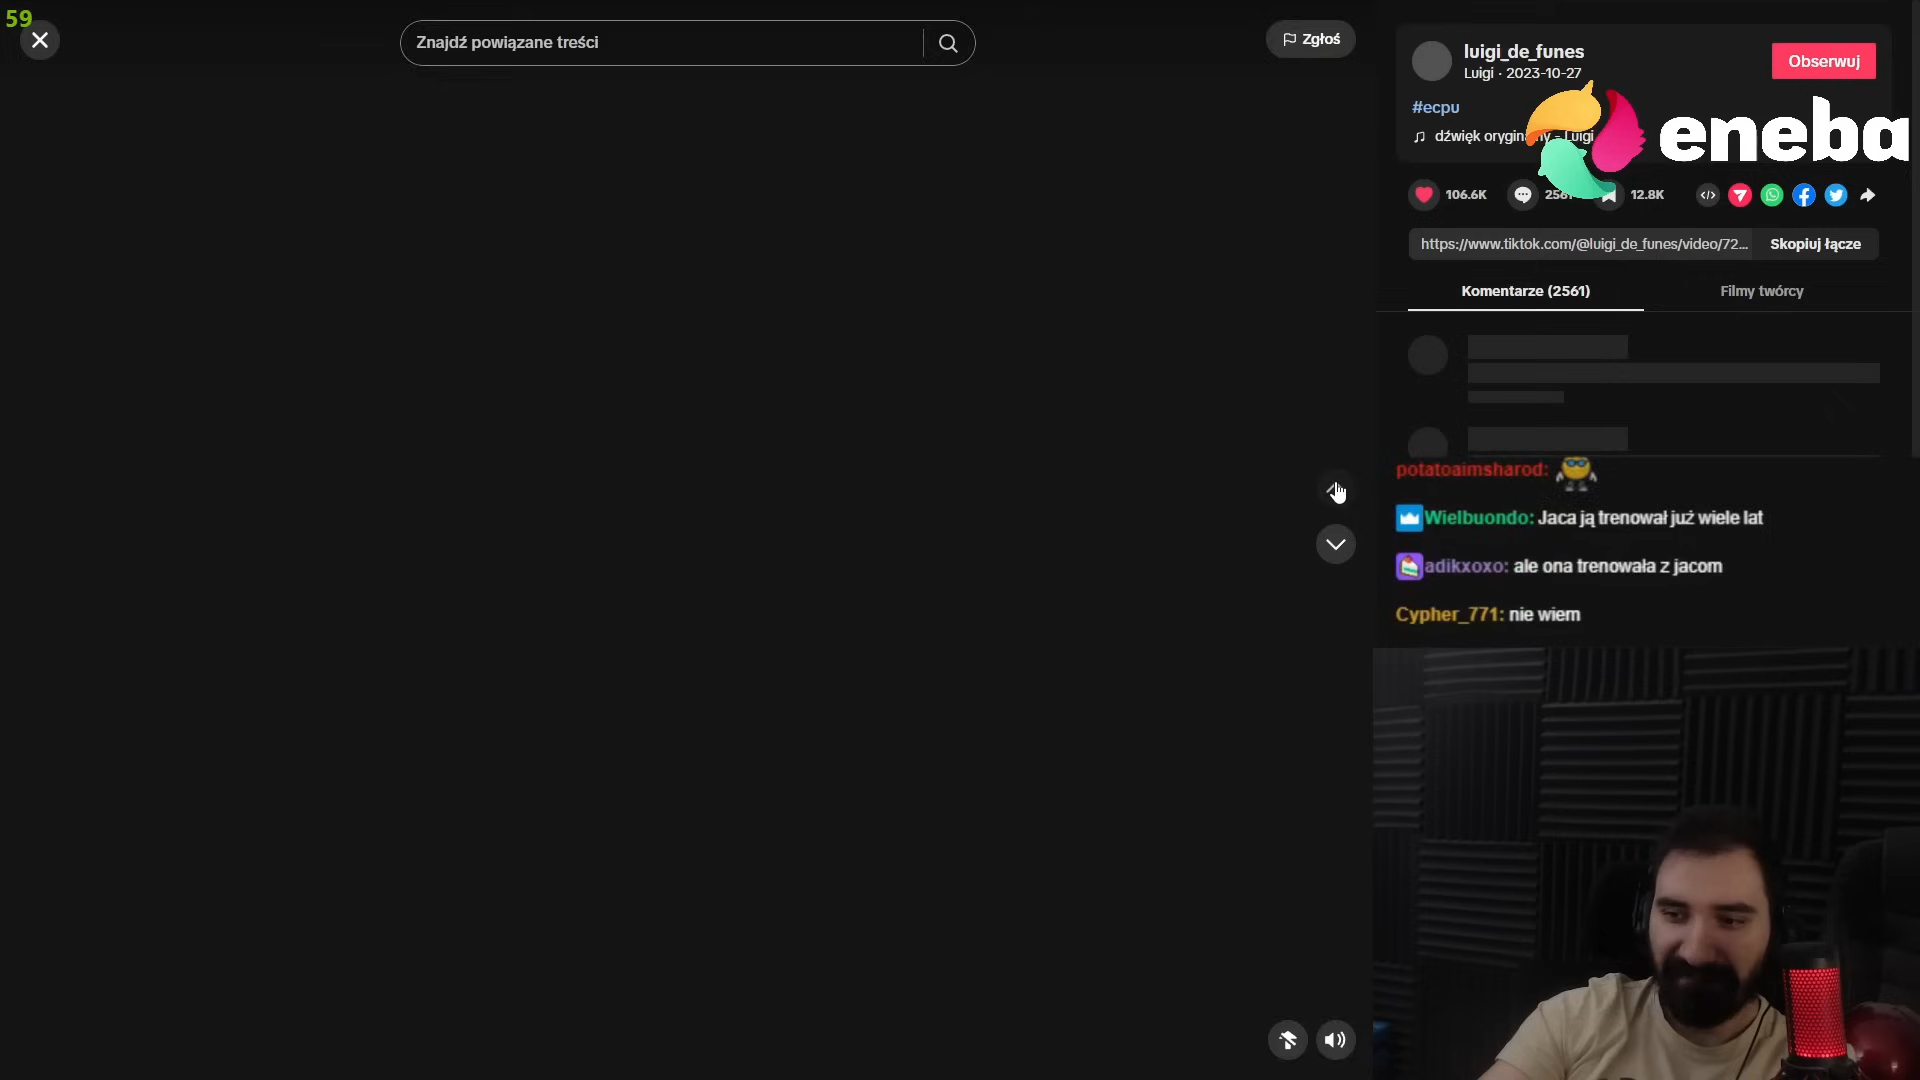 59
Znajdź powiązane treści
Zgłoś
luigi_de_funes
Luigi · 2023-10-27
Obserwuj
#ecpu
eneba
dźwięk - Luigi
106.6K
12.8K
https://www.tiktok.com/@luigi_de_funes/video/72...
Skopiuj łącze
Komentarze (2561)
Filmy twórcy
potatoaimsharod:
Wielbuondo: Jaca ją trenował już wiele lat
adikxoxo: ale ona trenowała z jacom
Cypher_771: nie wiem